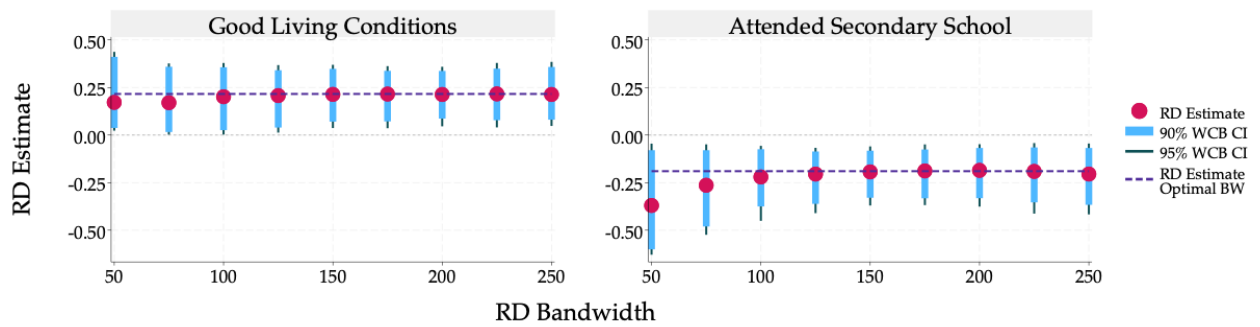 Good Living Conditions
Attended Secondary School
RD Estimate
0.50
0.25
0.00
-0.25
-0.50
50 100 150 200 250
0.50
0.25
0.00
-0.25
-0.50
50 100 150 200 250
RD Bandwidth
RD Estimate
90% WCB CI
95% WCB CI
RD Estimate
Optimal BW